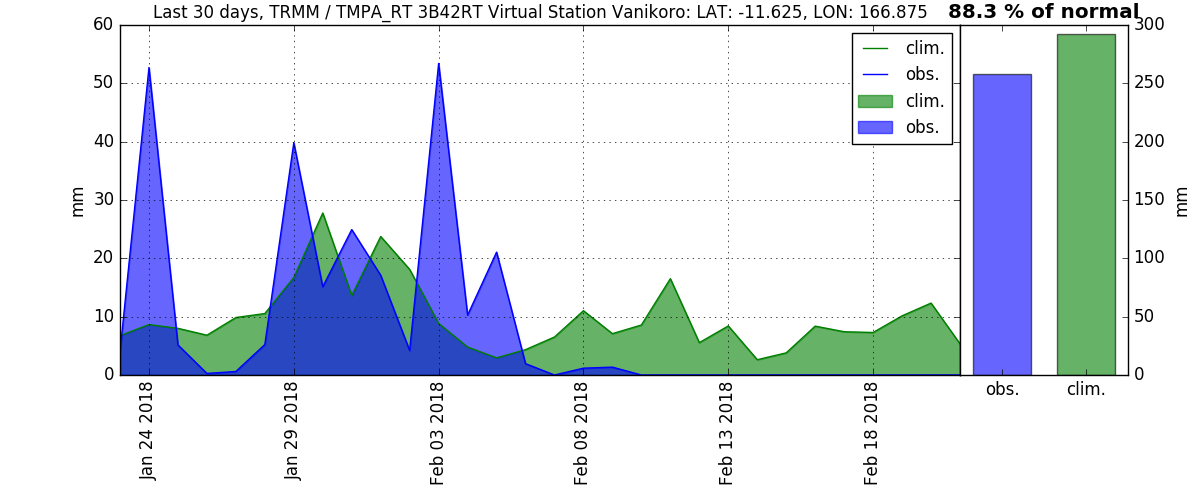 Last 30 days, TRMM / TMPA_RT 3B42RT Virtual Station Vanikoro: LAT: -11.625, LON: 166.875
88.3 % of normal
60
50
40
30
20
10
0
mm
clim.
obs.
clim.
obs.
Jan 24 2018
Jan 29 2018
Feb 03 2018
Feb 08 2018
Feb 13 2018
Feb 18 2018
300
250
200
150
100
50
0
mm
obs.
clim.